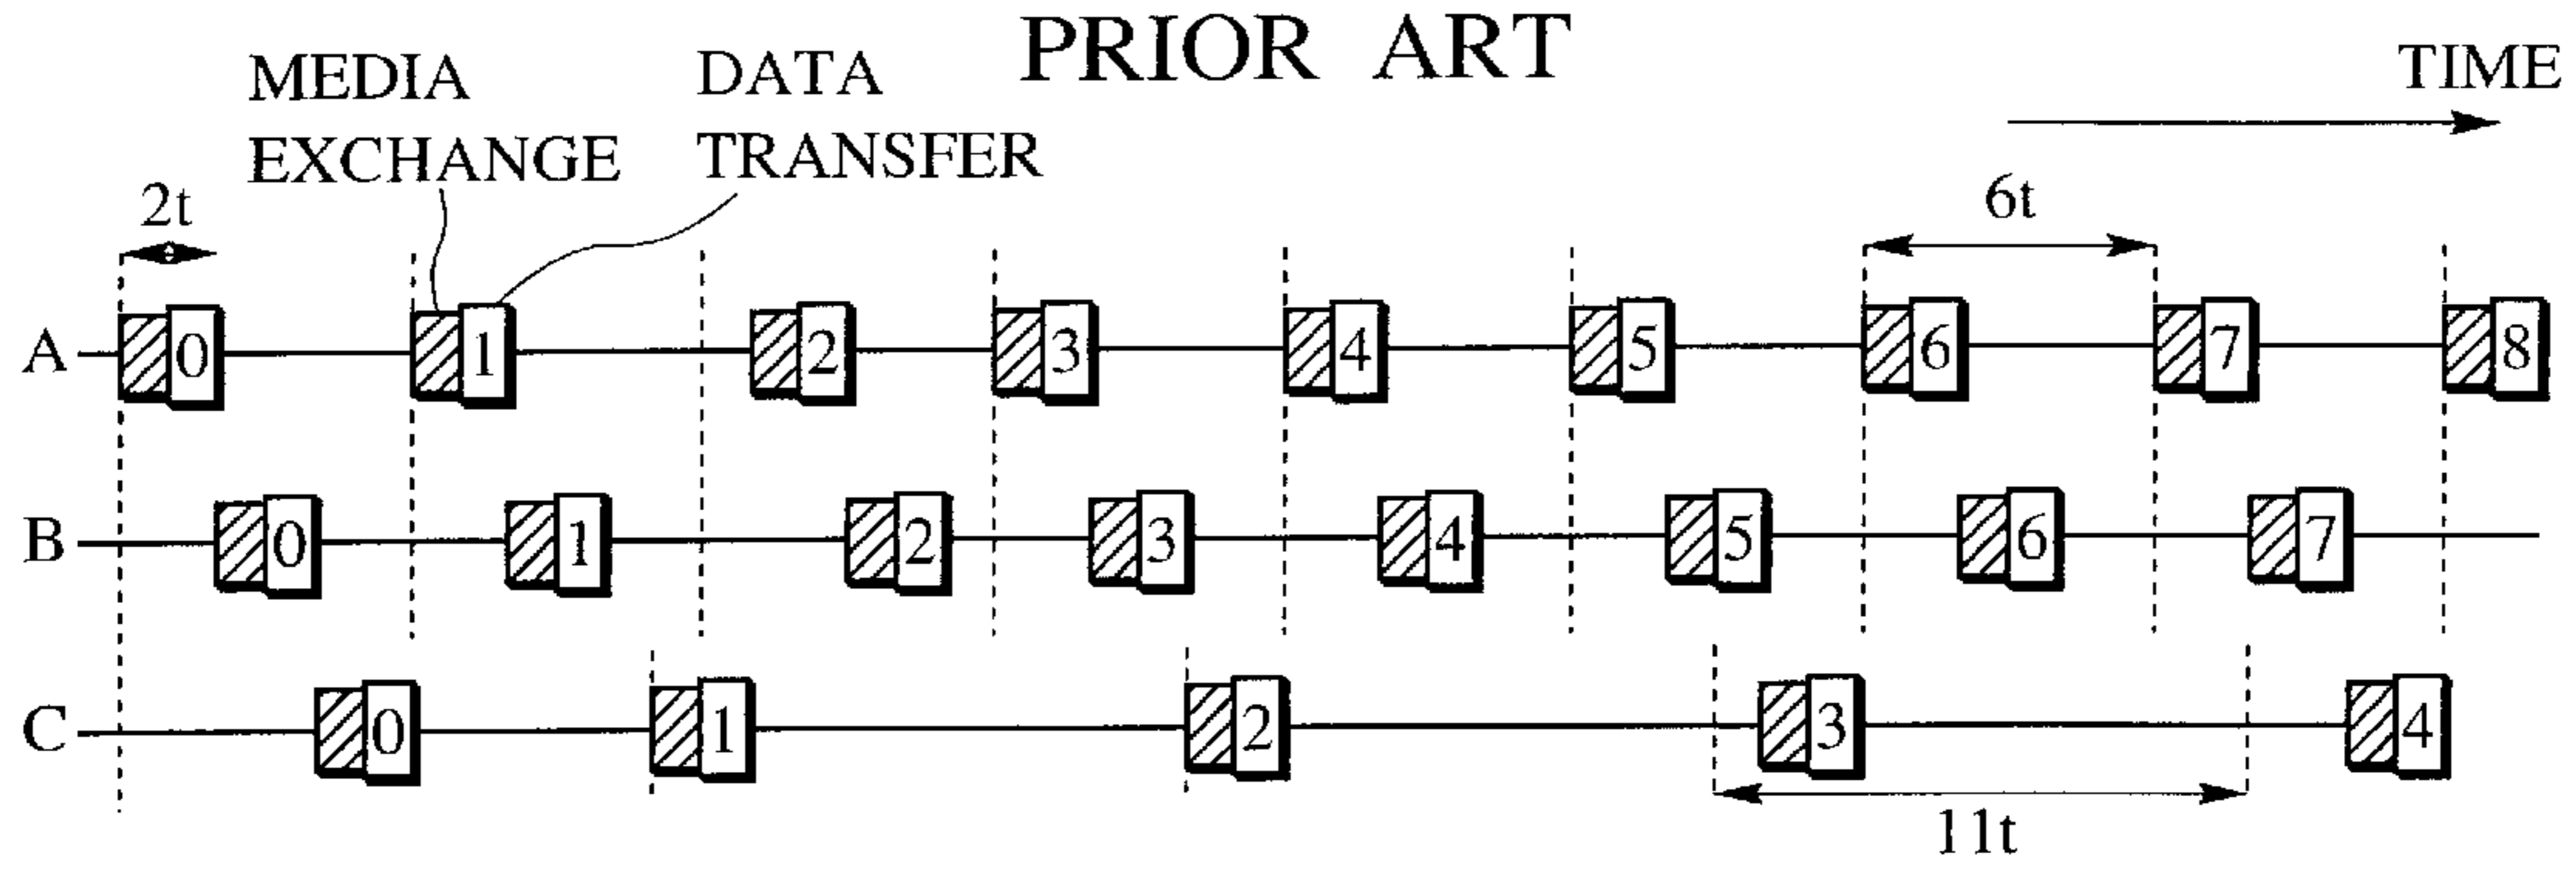 PRIOR ART
MEDIA EXCHANGE
DATA TRANSFER
TIME
2t
6t
A 0 1 2 3 4 5 6 7 8
B 0 1 2 3 4 5 6 7
C 0 1 2 3 4
11t